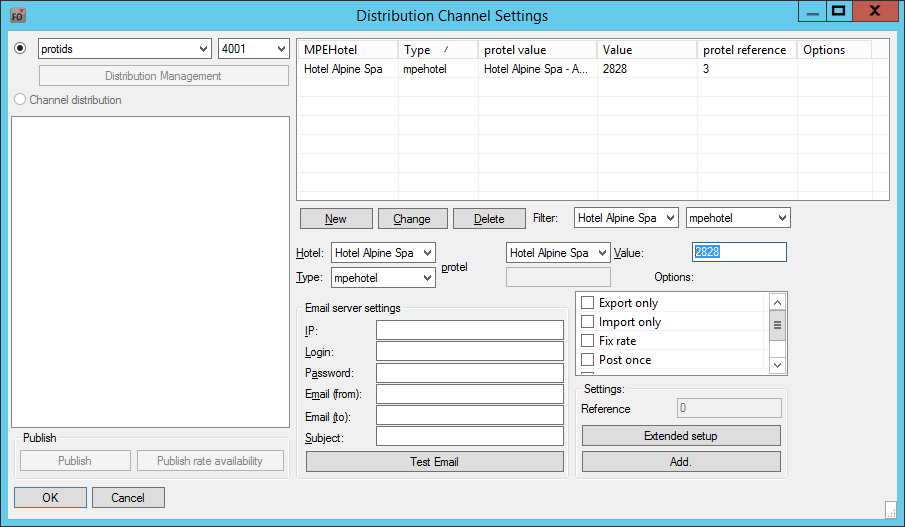 FO
Distribution Channel Settings
protids 4001
Distribution Management
Channel distribution
MPEHotel Type protel value Value protel reference Options
Hotel Alpine Spa mpehotel Hotel Alpine Spa - A... 2828 3
New Change Delete Filter: Hotel Alpine Spa mpehotel
Hotel: Hotel Alpine Spa protel Hotel Alpine Spa Value: 2828
Type: mpehotel Options:
Email server settings
IP:
Login:
Password:
Email (from):
Email (to):
Subject:
Test Email
Export only
Import only
Fix rate
Post once
Settings:
Reference 0
Extended setup
Add.
Publish
Publish Publish rate availability
OK Cancel